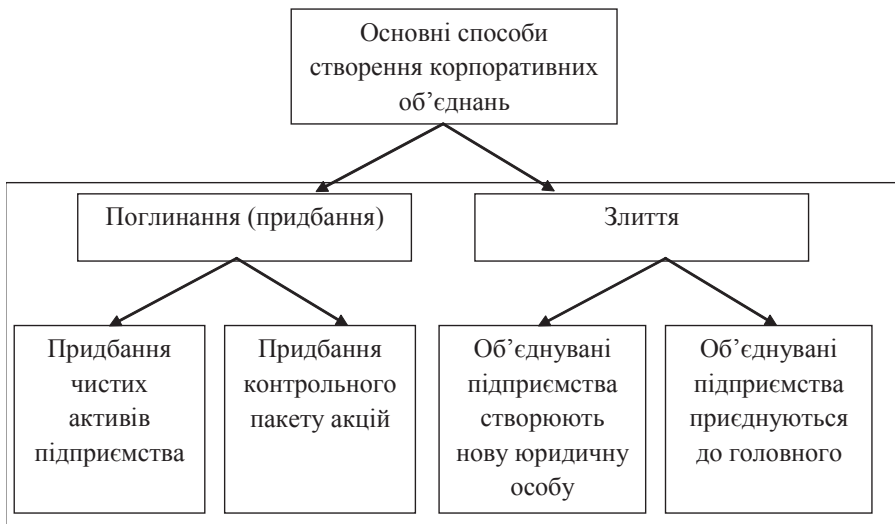 Основні способи
створення корпоративних
об’єднань
Поглинання (придбання)
Злиття
Придбання
чистих
активів
підприємства
Придбання
контрольного
пакету акцій
Об’єднувані
підприємства
створюють
нову юридичну
особу
Об’єднувані
підприємства
приєднуються
до головного